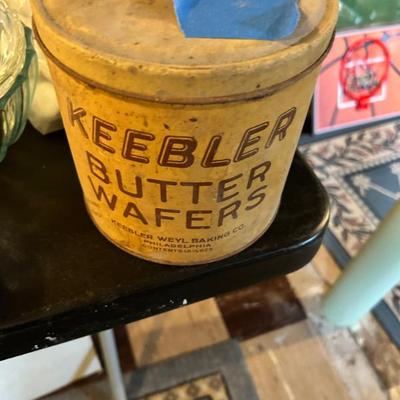 KEEBLER
BUTTER
WAFERS
KEEBLER WEYL BAKING CO.
PHILADELPHIA